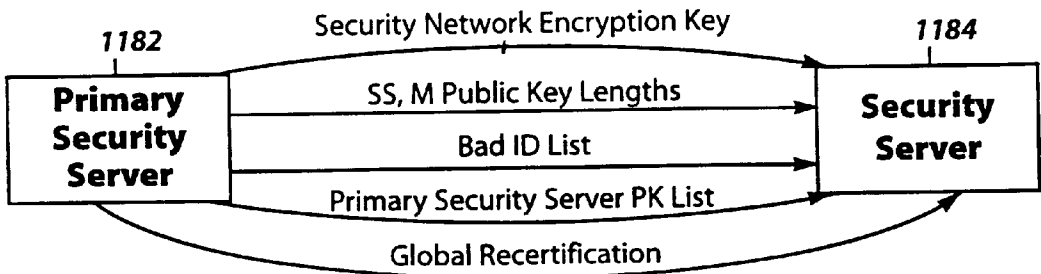 Security Network Encryption Key
1182
1184
Primary
Security
Server
SS, M Public Key Lengths
Bad ID List
Primary Security Server PK List
Global Recertification
Security
Server